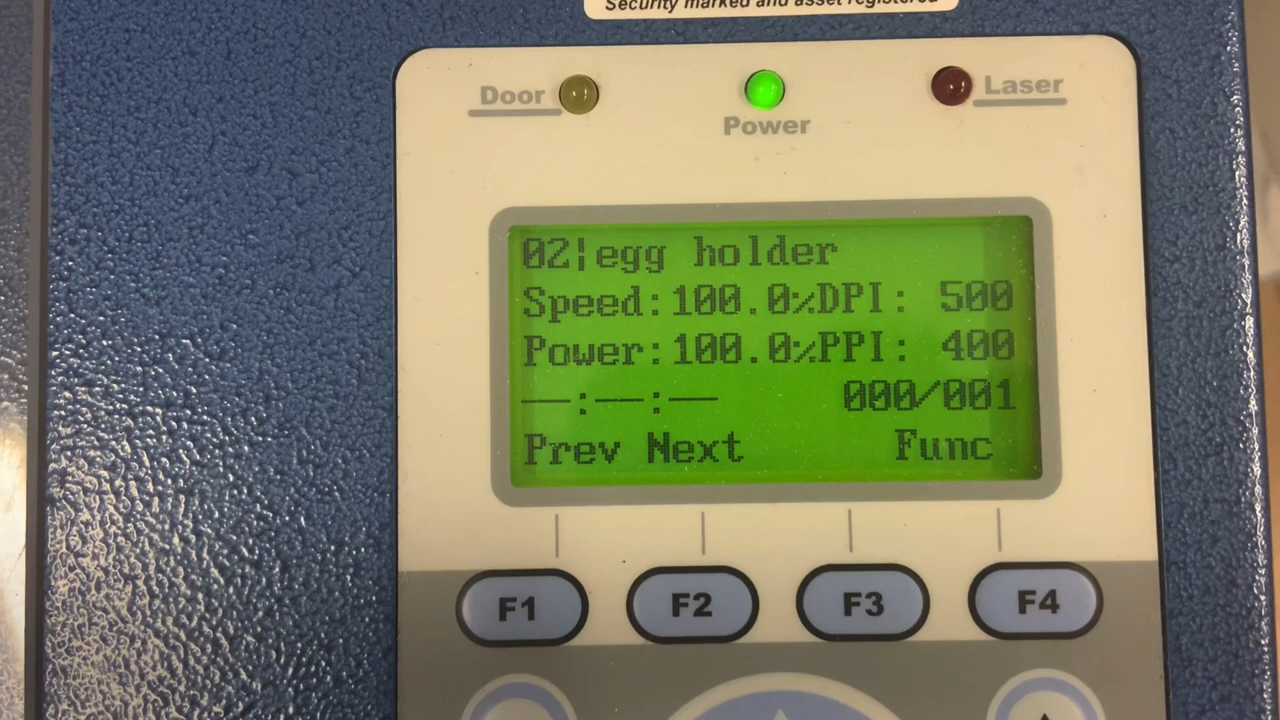 Security marked and asset registered
Door
Laser
Power
02¦egg holder
Speed:100.0%DPI: 500
Power:100.0%PPI: 400
--:--:-- 000/001
Prev Next Func
F1 F2 F3 F4